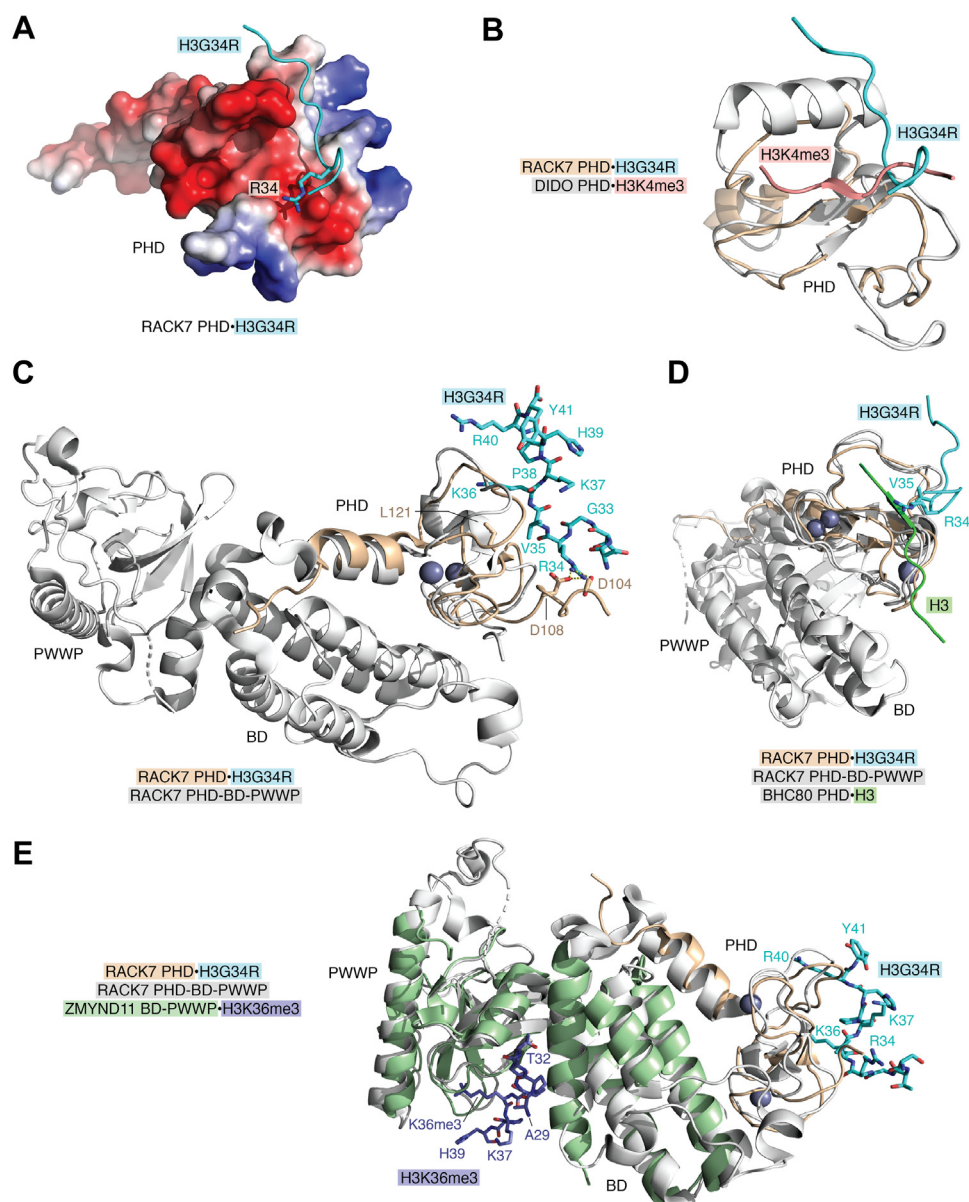 A
H3G34R
R34
PHD
RACK7 PHD•H3G34R
B
H3G34R
H3K4me3
RACK7 PHD•H3G34R
DIDO PHD•H3K4me3
PHD
C
H3G34R
Y41
R40
H39
P38
K37
K36
PHD
L121
G33
V35
R34
D104
D108
PWWP
BD
RACK7 PHD•H3G34R
RACK7 PHD-BD-PWWP
D
H3G34R
PHD
V35
R34
H3
PWWP
BD
RACK7 PHD•H3G34R
RACK7 PHD-BD-PWWP
BHC80 PHD•H3
E
RACK7 PHD•H3G34R
RACK7 PHD-BD-PWWP
ZMYND11 BD-PWWP•H3K36me3
PWWP
PHD
Y41
R40
H3G34R
K37
K36
R34
T32
K36me3
A29
H39
K37
H3K36me3
BD